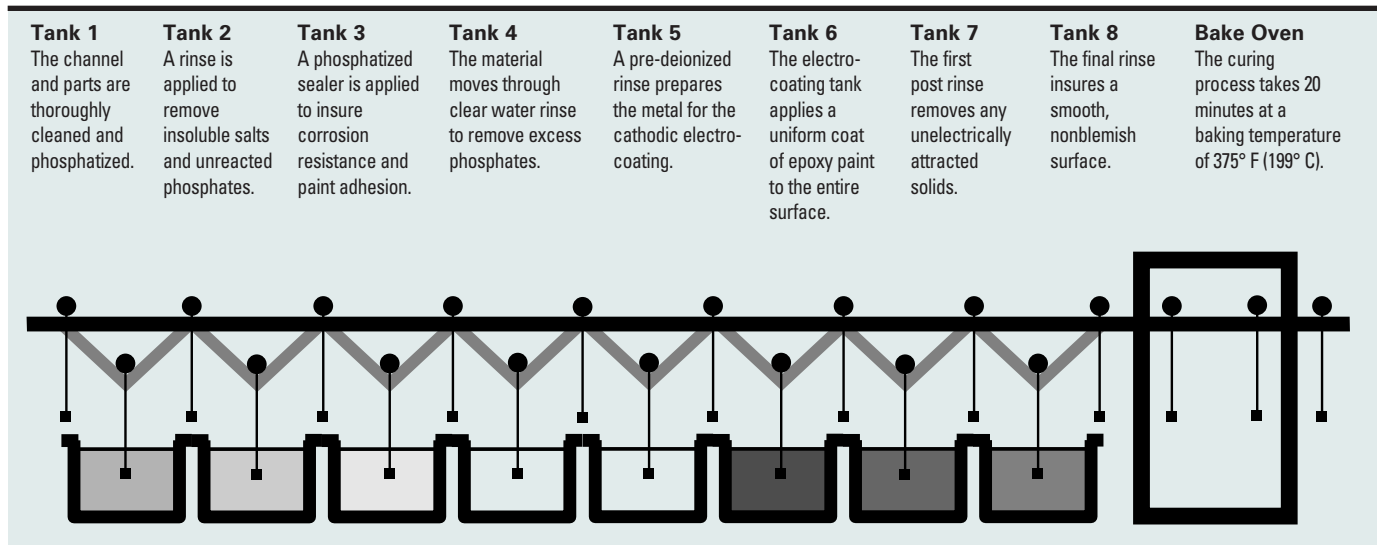 Tank 1
The channel
and parts are
thoroughly
cleaned and
phosphatized.
Tank 2
A rinse is
applied to
remove
insoluble salts
and unreacted
phosphates.
Tank 3
A phosphatized
sealer is applied
to insure
corrosion
resistance and
paint adhesion.
Tank 4
The material
moves through
clear water rinse
to remove excess
phosphates.
Tank 5
A pre-deionized
rinse prepares
the metal for the
cathodic electro-
coating.
Tank 6
The electro-
coating tank
applies a
uniform coat
of epoxy paint
to the entire
surface.
Tank 7
The first
post rinse
removes any
unelectrically
attracted
solids.
Tank 8
The final rinse
insures a
smooth,
nonblemish
surface.
Bake Oven
The curing
process takes 20
minutes at a
baking temperature
of 375° F (199° C).